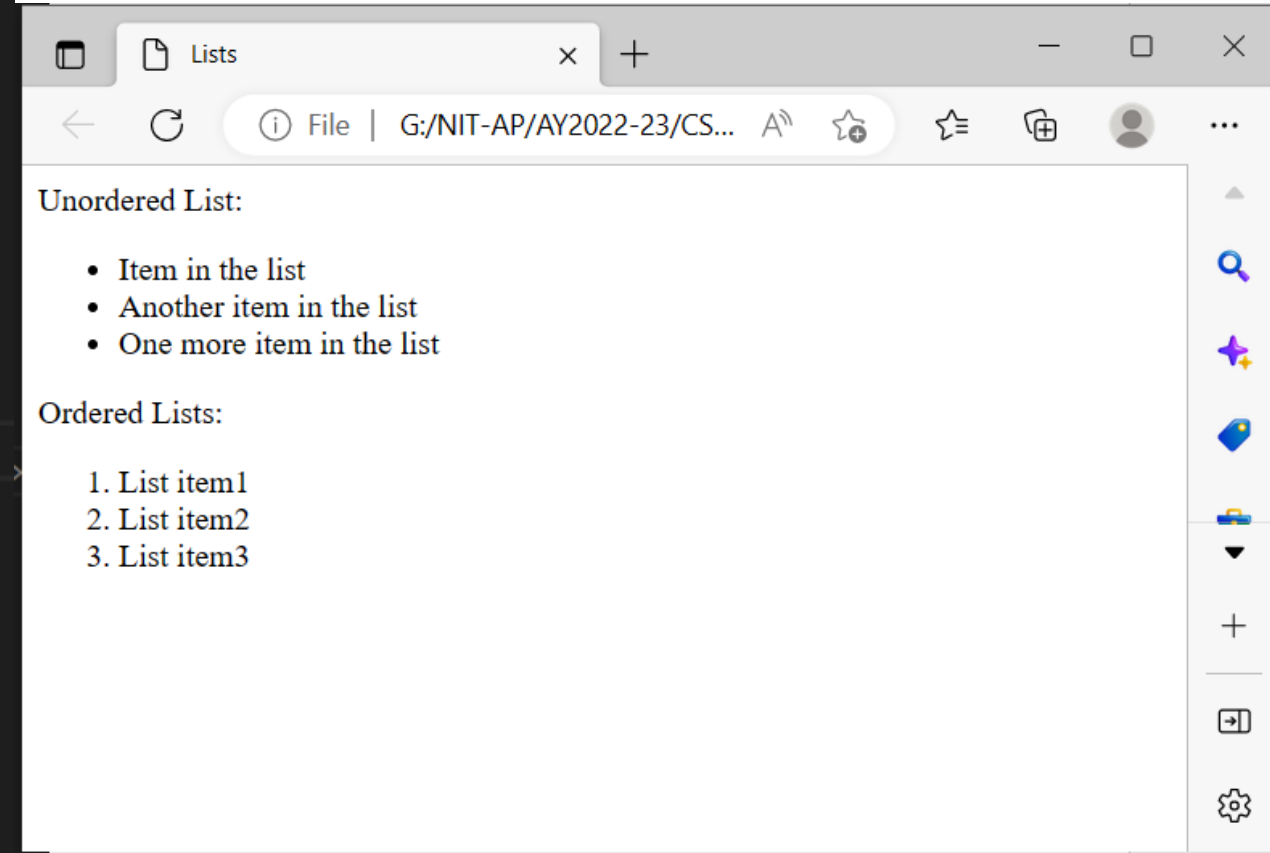 Lists
File | G:/NIT-AP/AY2022-23/CS...
Unordered List:
• Item in the list
• Another item in the list
• One more item in the list
Ordered Lists:
1. List item1
2. List item2
3. List item3